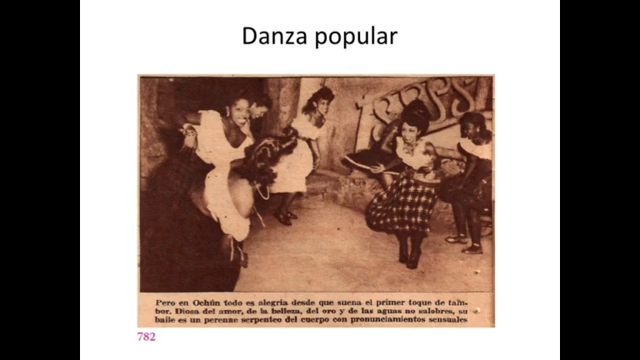 Danza popular
Pero en Ochún todo es alegria desde que suena el primer toque de tam-
bor. Diosa del amor, de la belleza, del oro y de las aguas no salobres, su
baile es un perenne serpenteo del cuerpo con pronunciamientos sensuales
782